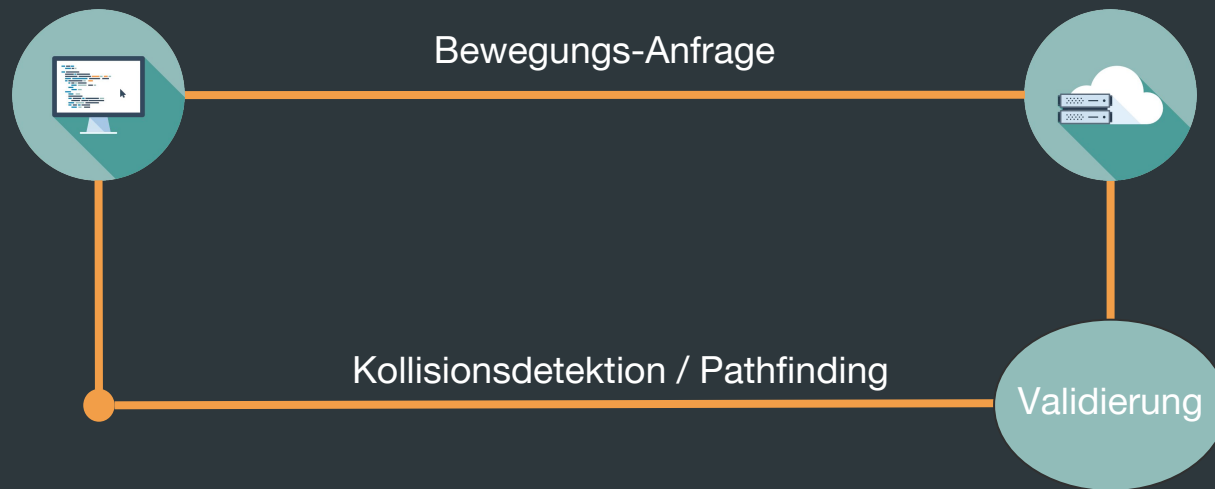 Bewegungs-Anfrage
Kollisionsdetektion / Pathfinding
Validierung